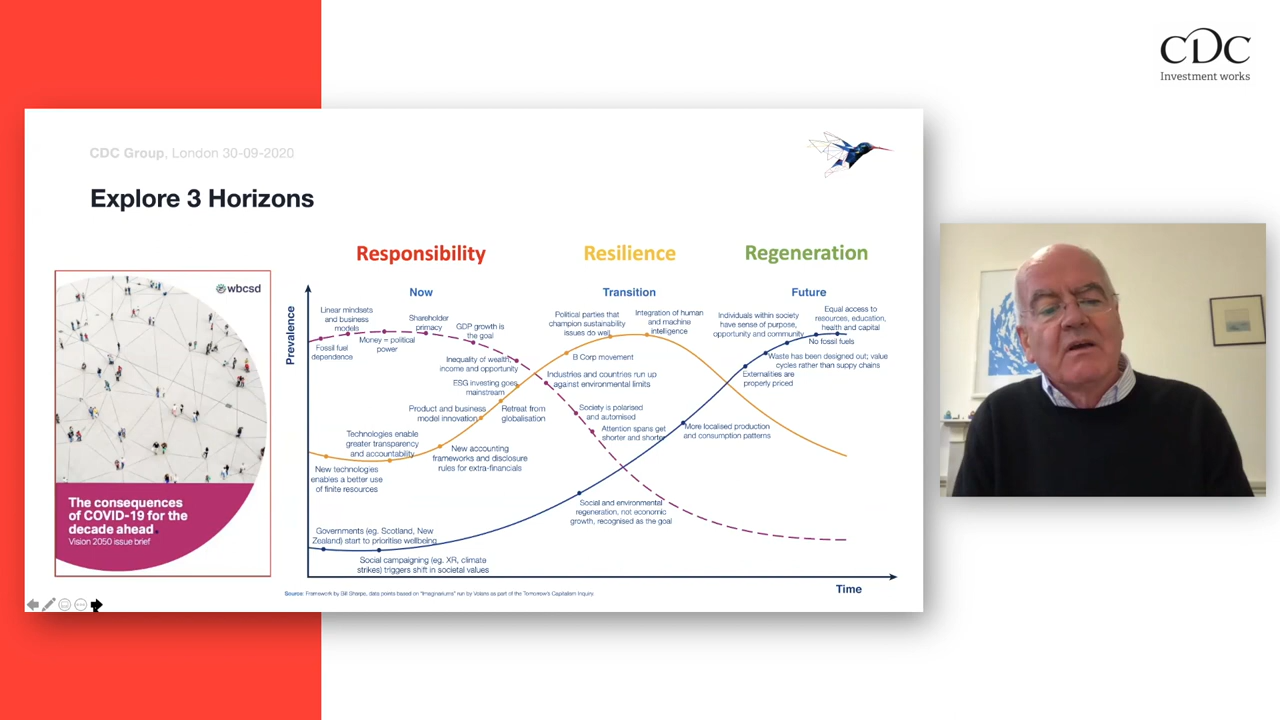 CDC
Investment works
CDC Group, London 30-09-2020
Explore 3 Horizons
wbcsd
The consequences
of COVID-19 for the
decade ahead
Vision 2050 issue brief
Responsibility
Resilience
Regeneration
Now
Transition
Future
Prevalence
Linear mindsets
and business
models
Fossil fuel
dependence
Money = political
power
Shareholder
primacy
GDP growth is
the goal
Inequality of wealth,
income and opportunity
ESG investing goes
mainstream
Product and business
model innovation
Retreat from
globalisation
Technologies enable
greater transparency
and accountability
New accounting
frameworks and disclosure
rules for extra-financials
New technologies
enables a better use
of finite resources
Governments (eg. Scotland, New
Zealand) start to prioritise wellbeing
Social campaigning (eg. XR, climate
strikes) triggers shift in societal values
Political parties that
champion sustainability
issues do well
Integration of human
and machine
intelligence
B Corp movement
Industries and countries run up
against environmental limits
Society is polarised
and automised
Attention spans get
shorter and shorter
Social and environmental
regeneration, not economic
growth, recognised as the goal
Individuals within society
have sense of purpose,
opportunity and community
Equal access to
resources, education,
health and capital
No fossil fuels
Waste has been designed out; value
cycles rather than supply chains
Externalities are
properly priced
More localised production
and consumption patterns
Time
Source: Framework by Bill Sharpe, data points based on "Imaginariums" run by Volans as part of the Tomorrow's Capitalism Inquiry.